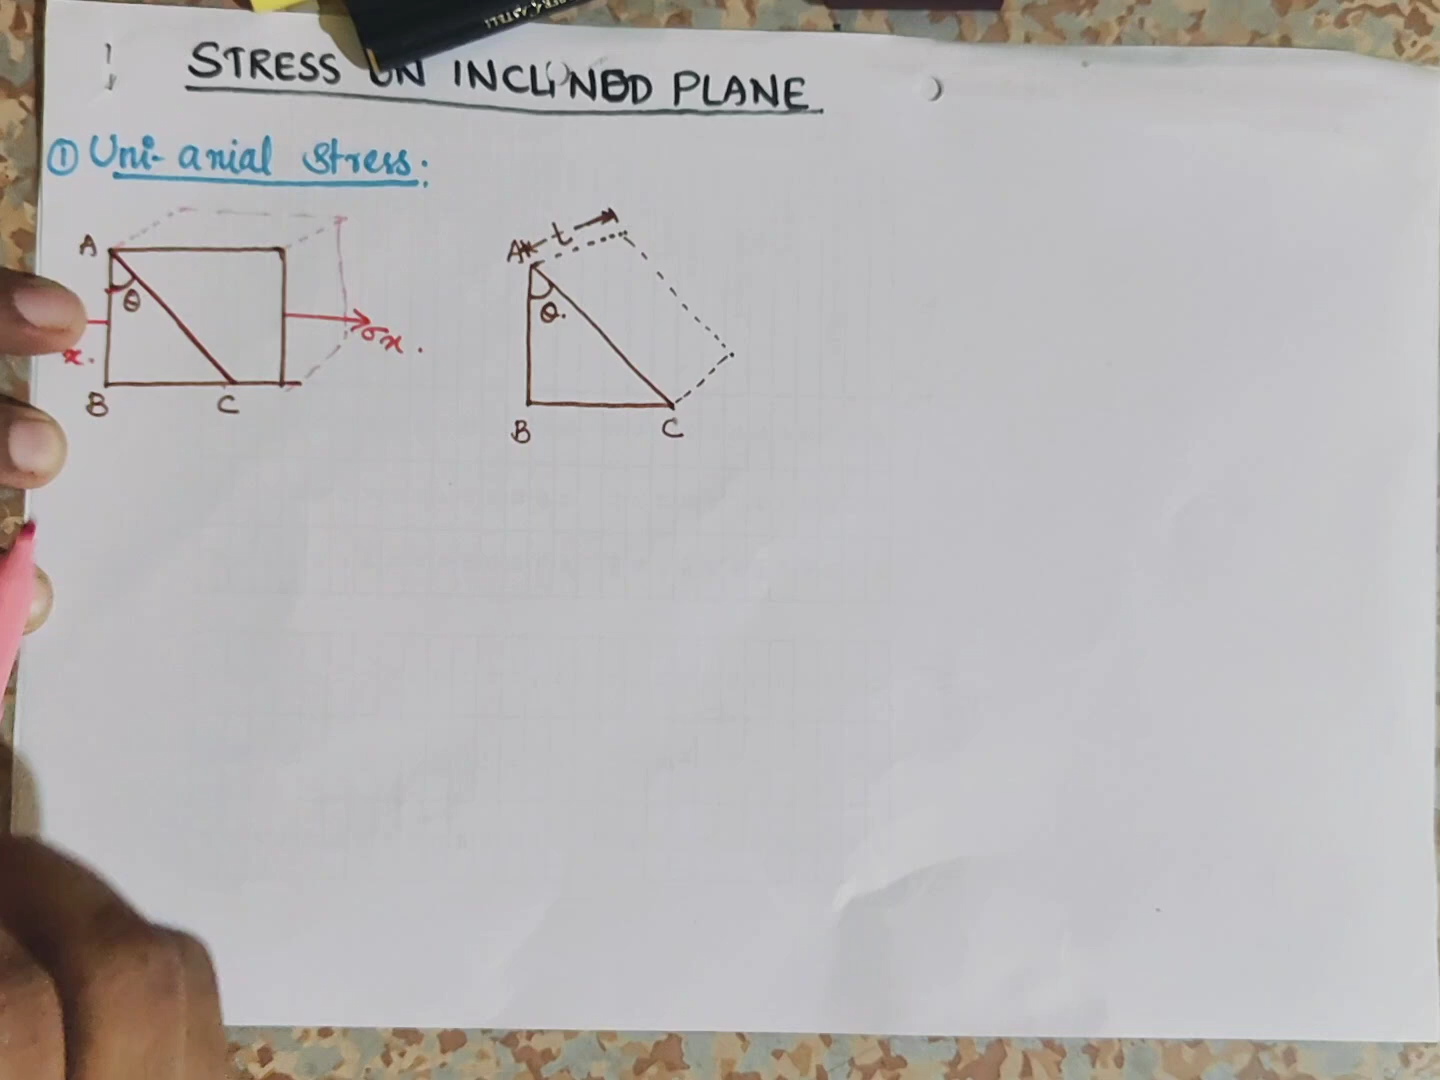 STRESS ON INCLINED PLANE
① Uni-axial stress:
A
θ
σx.
x.
B
C
A
t
θ.
B
C